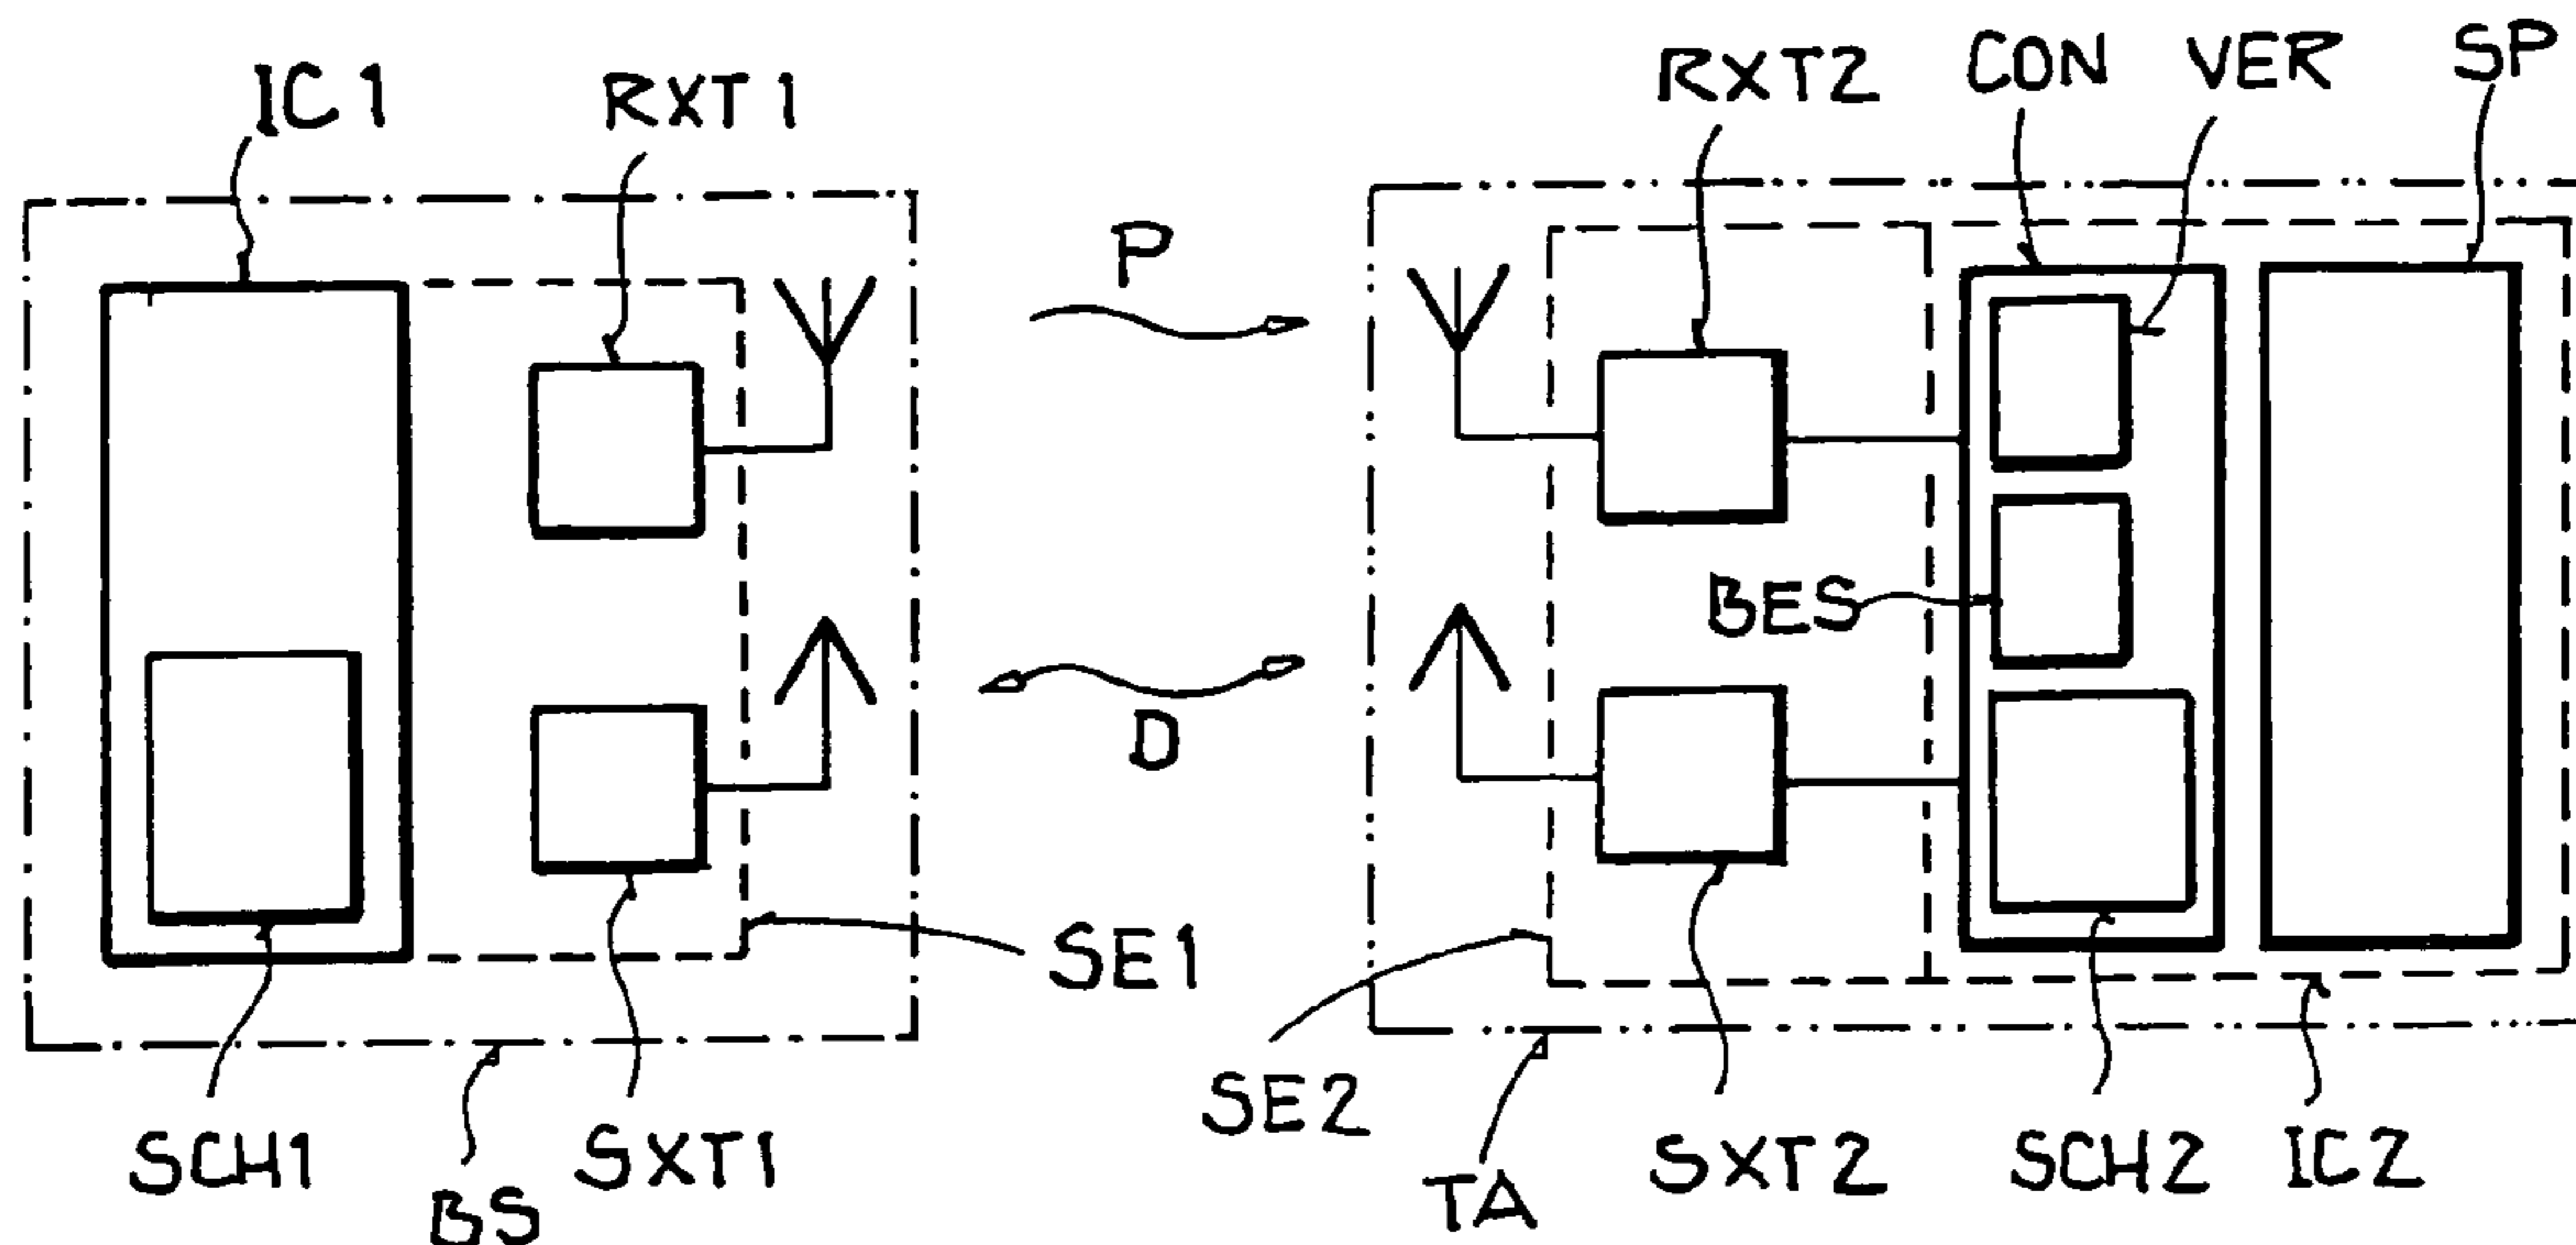 IC1
RXT1
RXT2
CON
VER
SP
P
BES
D
SE1
SE2
SCH1
BS
SXT1
TA
SXT2
SCH2
IC2